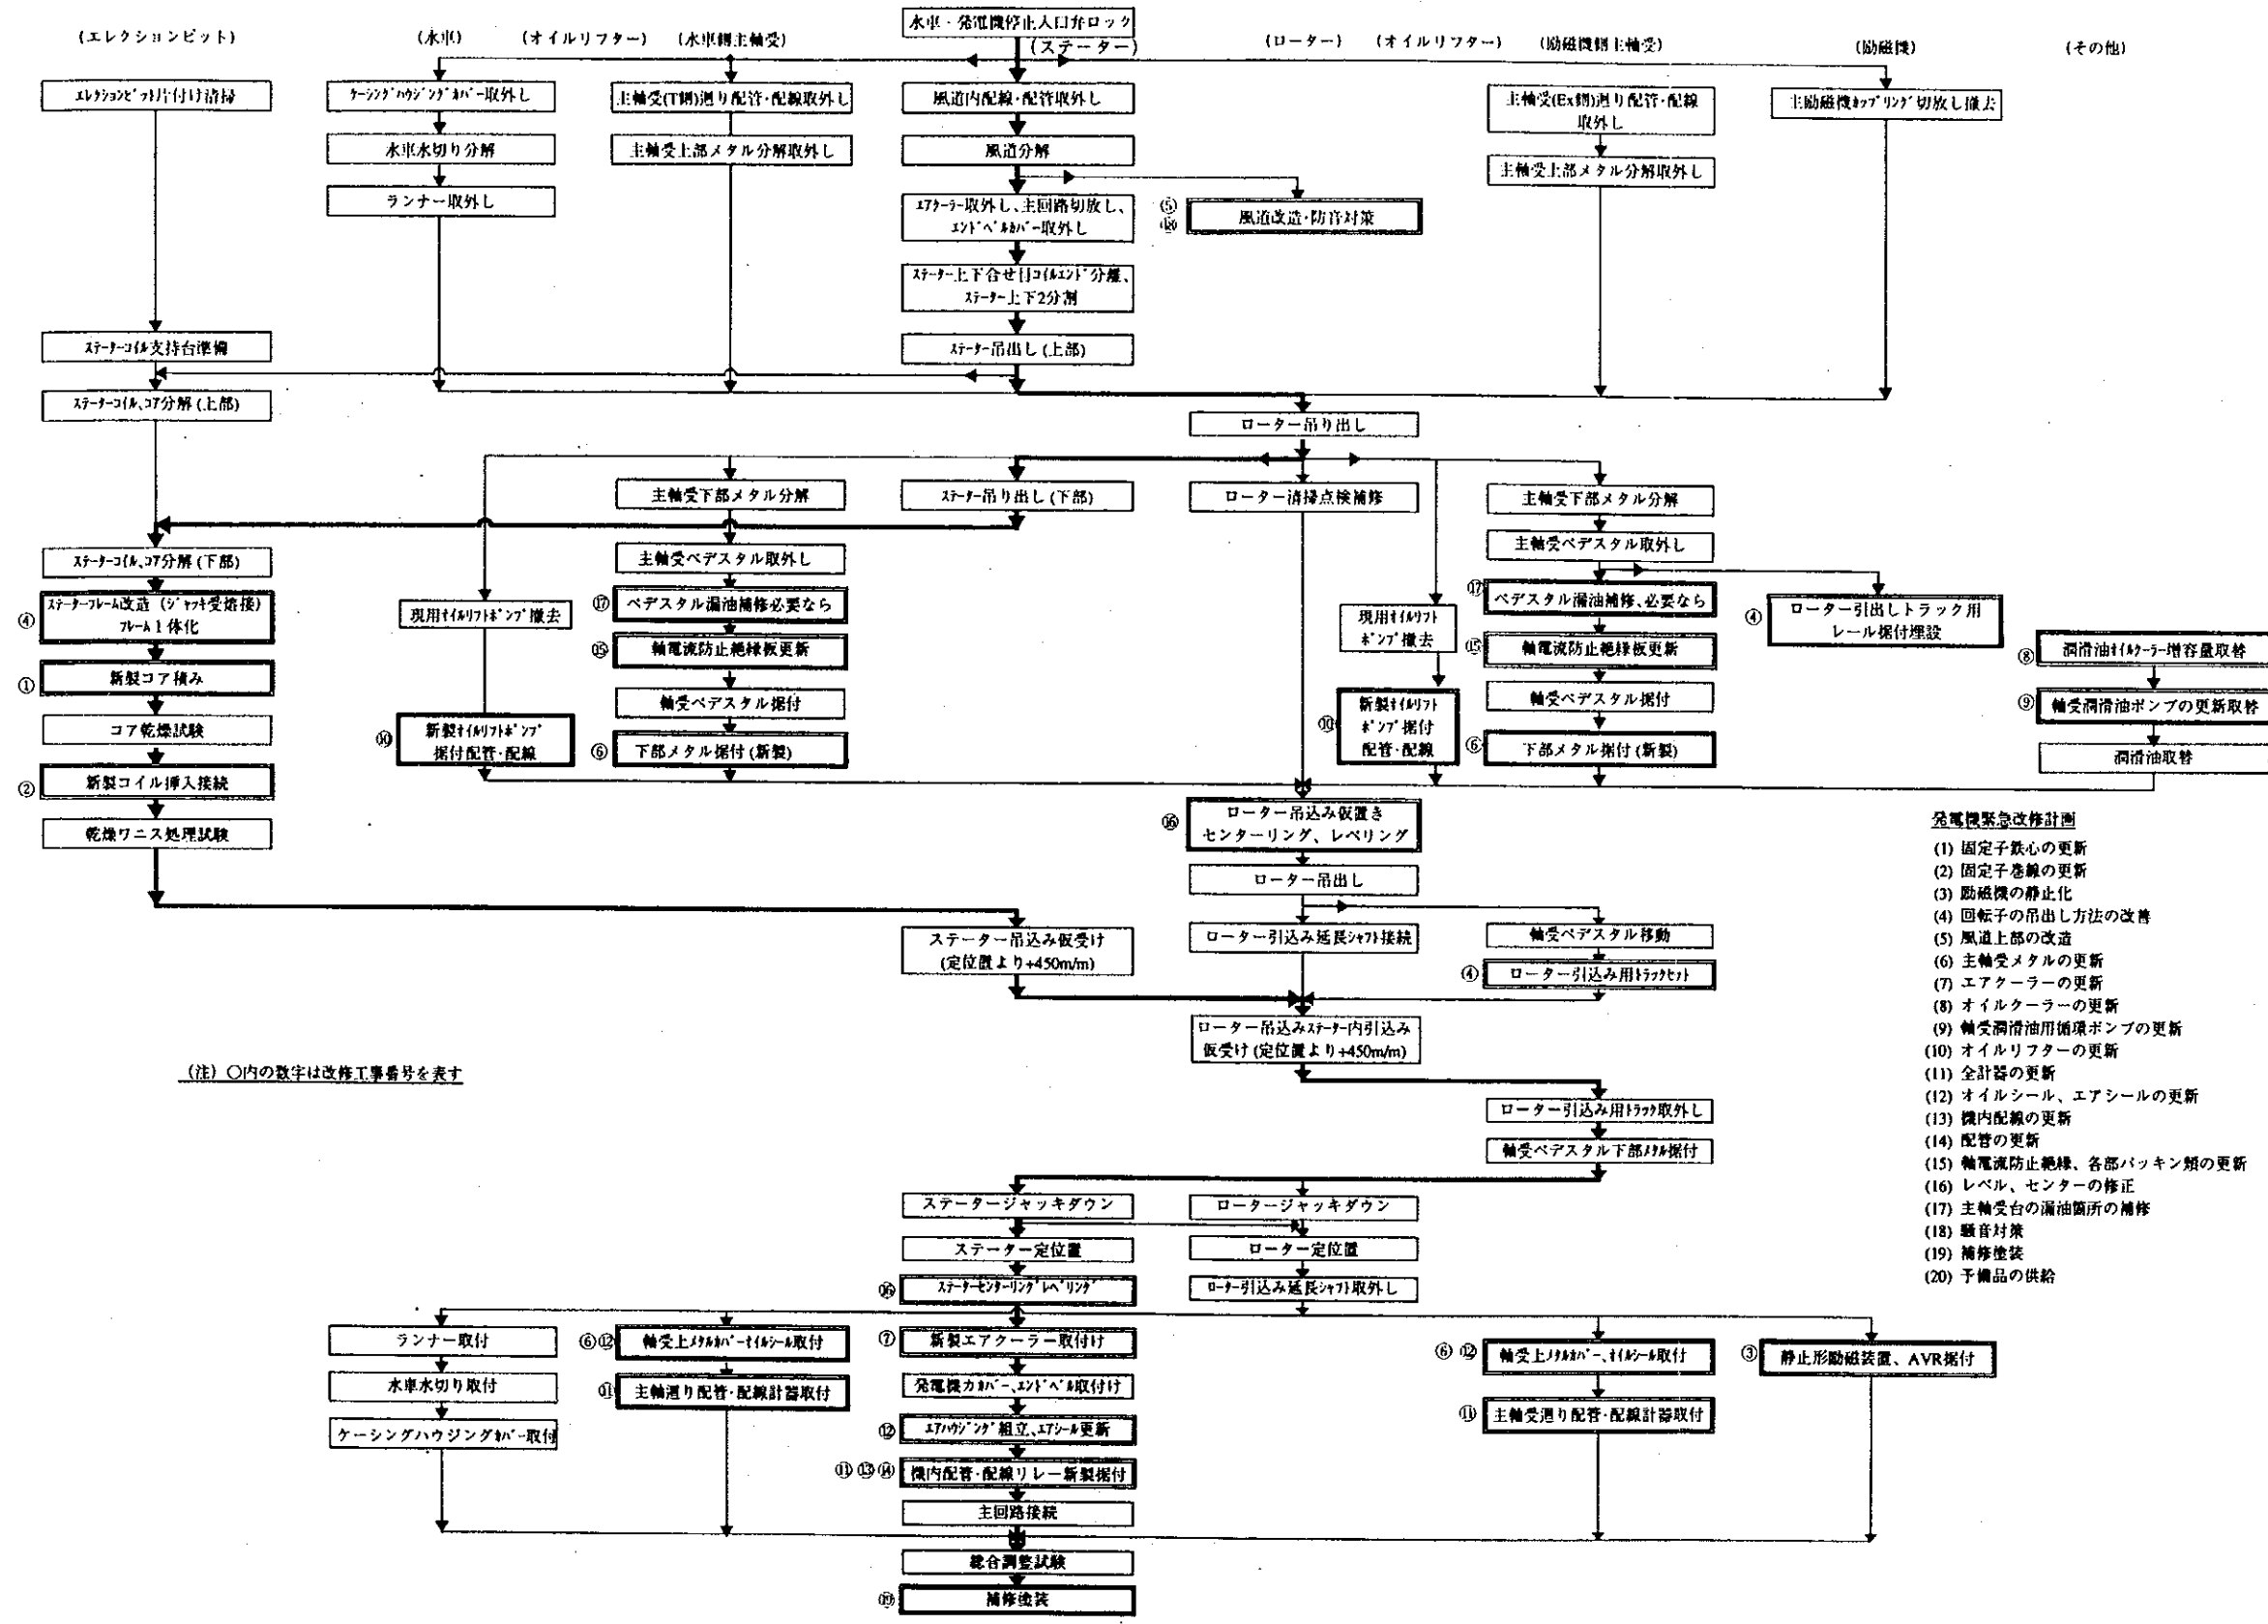 水車・発電機停止入口弁ロック
(エレクションピット)
(水車)
(オイルリフター)
(水車側主軸受)
(ステーター)
(ローター)
(オイルリフター)
(励磁機側主軸受)
(励磁機)
(その他)
エレクションピット片付け清掃
ケーシングハウジングカバー取外し
主軸受(T側)廻り配管・配線取外し
風道内配線・配管取外し
主軸受(Ex側)廻り配管・配線
取外し
主励磁機カップリング切放し撤去
水車水切り分解
主軸受上部メタル分解取外し
風道分解
主軸受上部メタル分解取外し
ランナー取外し
エアクーラー取外し、主回路切放し、
エンドベルカバー取外し
⑤
⑱
風道改造・防音対策
ステーター上下合せ目コイルエンド分離、
ステーター上下2分割
ステーターコイル支持台準備
ステーター吊出し(上部)
ステーターコイル、コア分解(上部)
ローター吊り出し
主軸受下部メタル分解
ステーター吊り出し(下部)
ローター清掃点検補修
主軸受下部メタル分解
ステーターコイル、コア分解(下部)
主軸受ペデスタル取外し
主軸受ペデスタル取外し
④
ステーターフレーム改造(ジャッキ受熔接)
フレーム1体化
現用オイルリフトポンプ撤去
⑰
ペデスタル漏油補修必要なら
現用オイルリフト
ポンプ撤去
⑰
ペデスタル漏油補修、必要なら
④
ローター引出しトラック用
レール据付埋設
⑮
軸電流防止絶縁板更新
⑮
軸電流防止絶縁板更新
⑧
潤滑油オイルクーラー増容量取替
①
新製コア積み
軸受ペデスタル据付
軸受ペデスタル据付
⑨
軸受潤滑油ポンプの更新取替
コア乾燥試験
⑩
新製オイルリフトポンプ
据付配管・配線
⑥
下部メタル据付(新製)
⑩
新製オイルリフト
ポンプ据付
配管・配線
⑥
下部メタル据付(新製)
潤滑油取替
②
新製コイル挿入接続
乾燥ワニス処理試験
⑯
ローター吊込み仮置き
センターリング、レベリング
ローター吊出し
ステーター吊込み仮受け
(定位置より+450m/m)
ローター引込み延長シャフト接続
軸受ペデスタル移動
④
ローター引込み用トラックセット
ローター吊込みステーター内引込み
仮受け(定位置より+450m/m)
(注) ○内の数字は改修工事番号を表す
ローター引込み用トラック取外し
軸受ペデスタル下部メタル据付
ステータージャッキダウン
ロータージャッキダウン
ステーター定位置
ローター定位置
⑯
ステーターセンターリングレベリング
ローター引込み延長シャフト取外し
ランナー取付
⑥⑫
軸受上メタルカバーオイルシール取付
⑦
新製エアクーラー取付け
⑥ ⑫
軸受上メタルカバー、オイルシール取付
③
静止形励磁装置、AVR据付
水車水切り取付
⑪
主軸廻り配管・配線計器取付
発電機カカバー、エンドベル取付け
⑪
主軸受廻り配管・配線計器取付
ケーシングハウジングカバー取付
⑫
エアハウジング組立、エアシール更新
⑪ ⑬ ⑭
機内配管・配線リレー新製据付
主回路接続
総合調整試験
⑲
補修塗装
発電機緊急改修計画
(1) 固定子鉄心の更新
(2) 固定子巻線の更新
(3) 励磁機の静止化
(4) 回転子の吊出し方法の改善
(5) 風道上部の改造
(6) 主軸受メタルの更新
(7) エアクーラーの更新
(8) オイルクーラーの更新
(9) 軸受潤滑油用循環ポンプの更新
(10) オイルリフターの更新
(11) 全計器の更新
(12) オイルシール、エアシールの更新
(13) 機内配線の更新
(14) 配管の更新
(15) 軸電流防止絶縁、各部パッキン類の更新
(16) レベル、センターの修正
(17) 主軸受台の漏油箇所の補修
(18) 騒音対策
(19) 補修塗装
(20) 予備品の供給